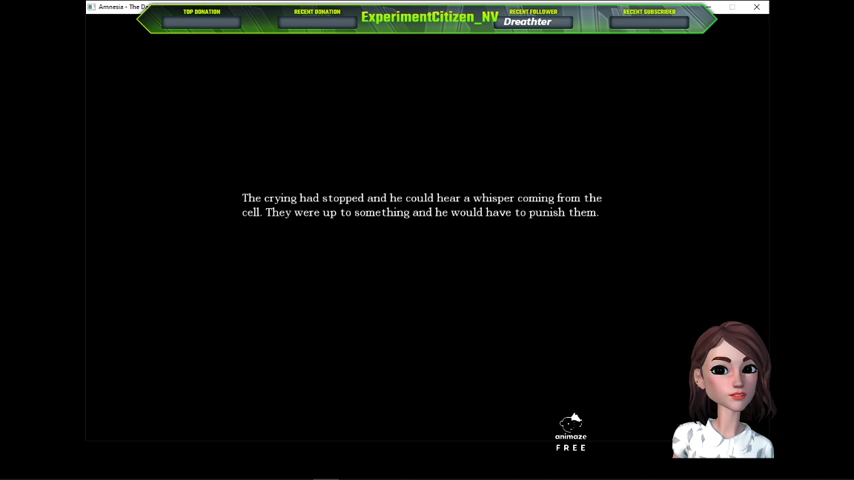 Amnesia - The Da
TOP DONATION
RECENT DONATION
ExperimentCitizen_NV
RECENT FOLLOWER
Dreathter
RECENT SUBSCRIBER
The crying had stopped and he could hear a whisper coming from the
cell. They were up to something and he would have to punish them.
animaze
FREE